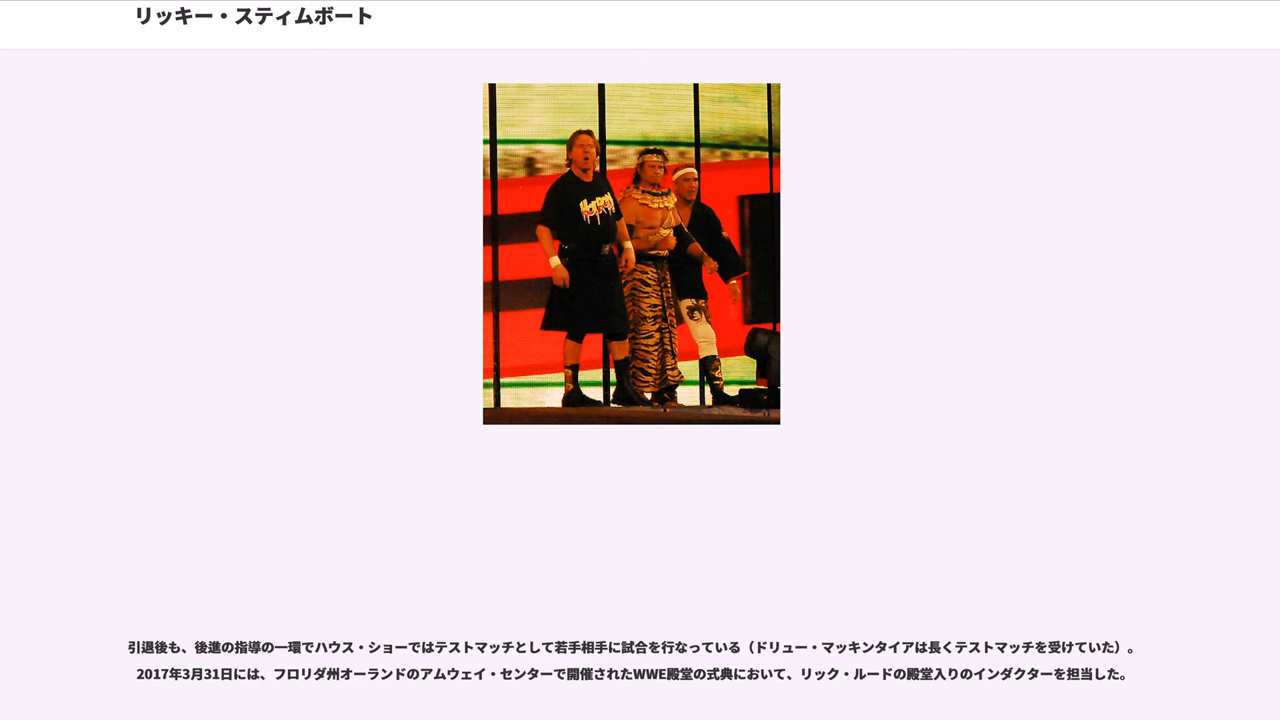 リッキー・スティムボート
引退後も、後進の指導の一環でハウス・ショーではテストマッチとして若手相手に試合を行なっている（ドリュー・マッキンタイアは長くテストマッチを受けていた）。
2017年3月31日には、フロリダ州オーランドのアムウェイ・センターで開催されたWWE殿堂の式典において、リック・ルードの殿堂入りのインダクターを担当した。